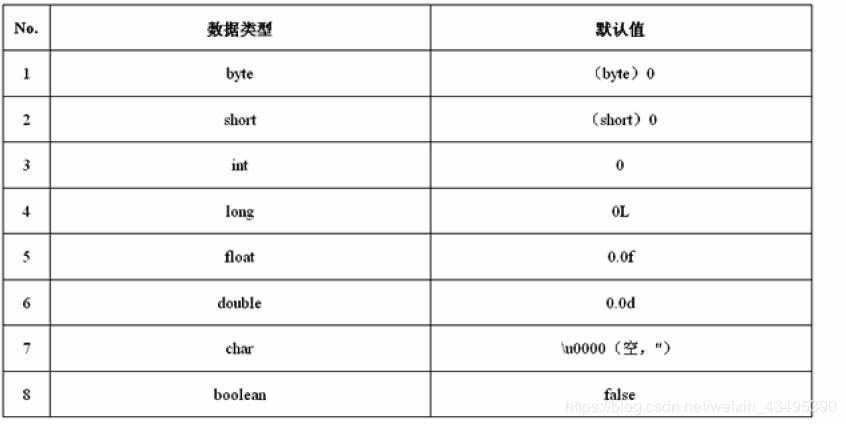 No. 数据类型 默认值
1 byte （byte）0
2 short （short）0
3 int 0
4 long 0L
5 float 0.0f
6 double 0.0d
7 char \u0000（空，''）
8 boolean false
https://blog.csdn.net/weixin_43495390